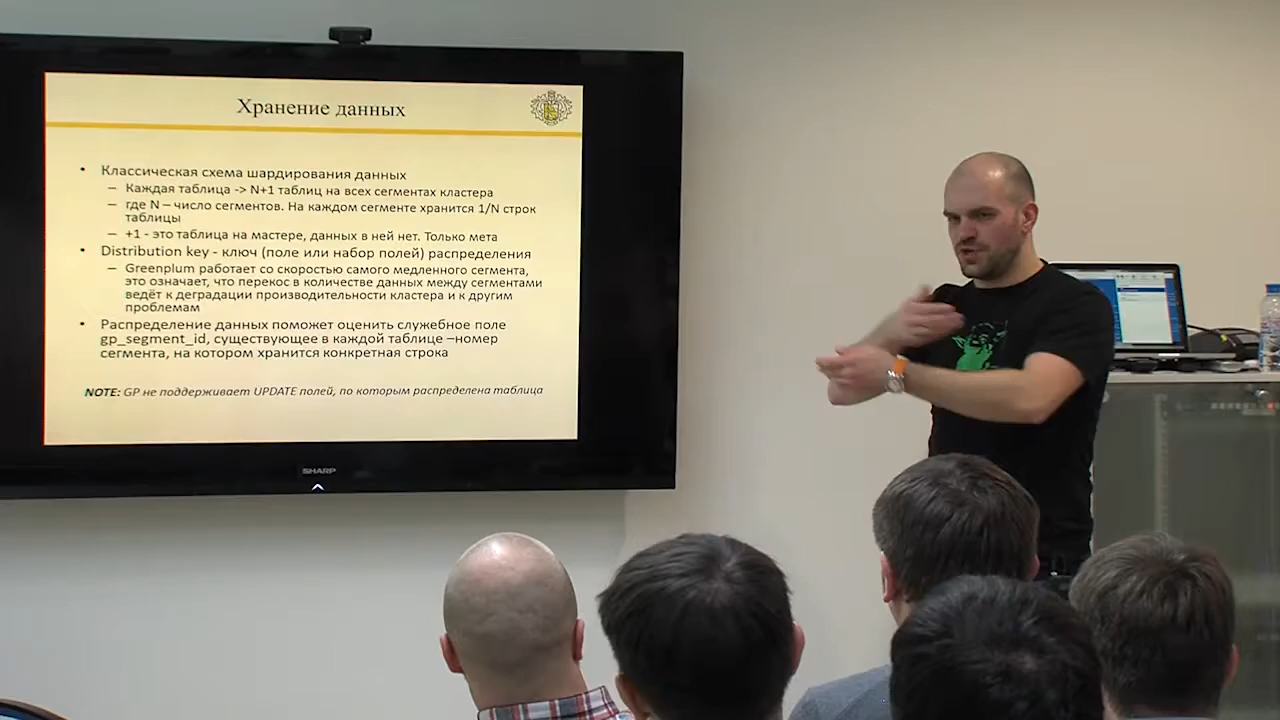 Хранение данных
• Классическая схема шардирования данных
– Каждая таблица -> N+1 таблиц на всех сегментах кластера
– где N – число сегментов. На каждом сегменте хранится 1/N строк
таблицы
– +1 - это таблица на мастере, данных в ней нет. Только мета
• Distribution key - ключ (поле или набор полей) распределения
– Greenplum работает со скоростью самого медленного сегмента,
это означает, что перекос в количестве данных между сегментами
ведёт к деградации производительности кластера и к другим
проблемам
• Распределение данных поможет оценить служебное поле
gp_segment_id, существующее в каждой таблице –номер
сегмента, на котором хранится конкретная строка
NOTE: GP не поддерживает UPDATE полей, по которым распределена таблица
SHARP